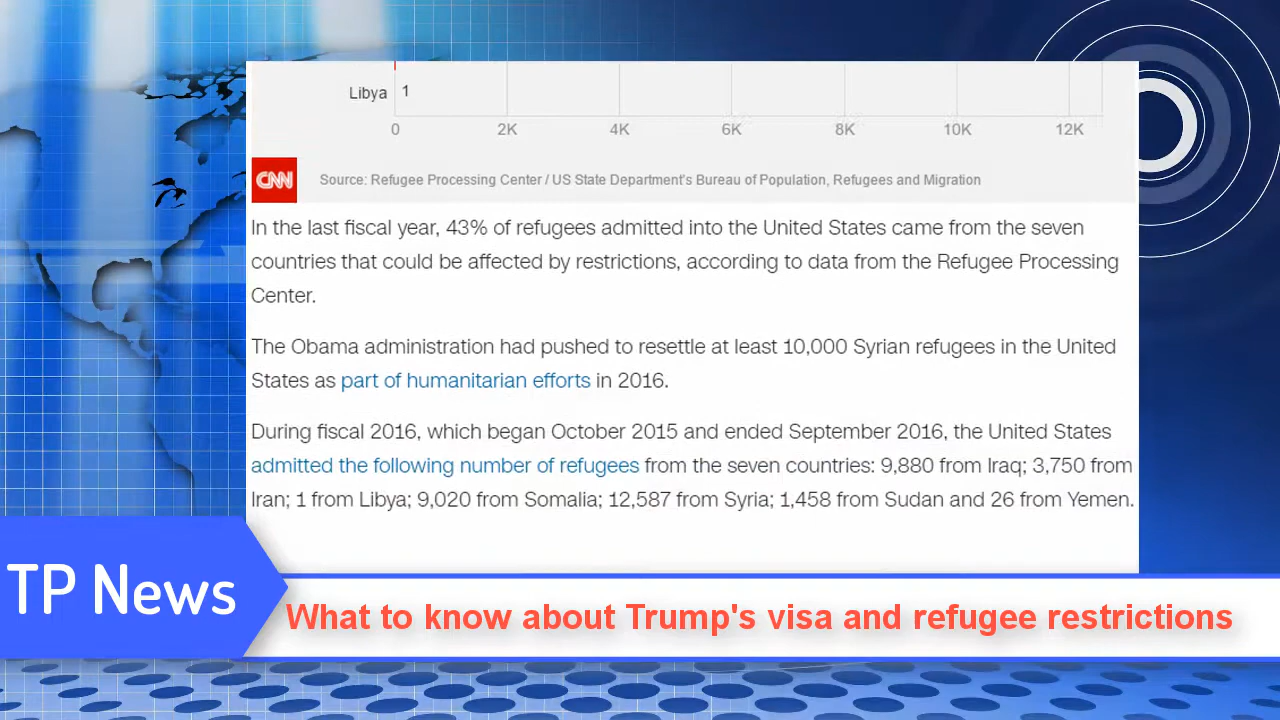 Libya 1
0 2K 4K 6K 8K 10K 12K
CNN Source: Refugee Processing Center / US State Department's Bureau of Population, Refugees and Migration
In the last fiscal year, 43% of refugees admitted into the United States came from the seven
countries that could be affected by restrictions, according to data from the Refugee Processing
Center.
The Obama administration had pushed to resettle at least 10,000 Syrian refugees in the United
States as part of humanitarian efforts in 2016.
During fiscal 2016, which began October 2015 and ended September 2016, the United States
admitted the following number of refugees from the seven countries: 9,880 from Iraq; 3,750 from
Iran; 1 from Libya; 9,020 from Somalia; 12,587 from Syria; 1,458 from Sudan and 26 from Yemen.
TP News
What to know about Trump's visa and refugee restrictions